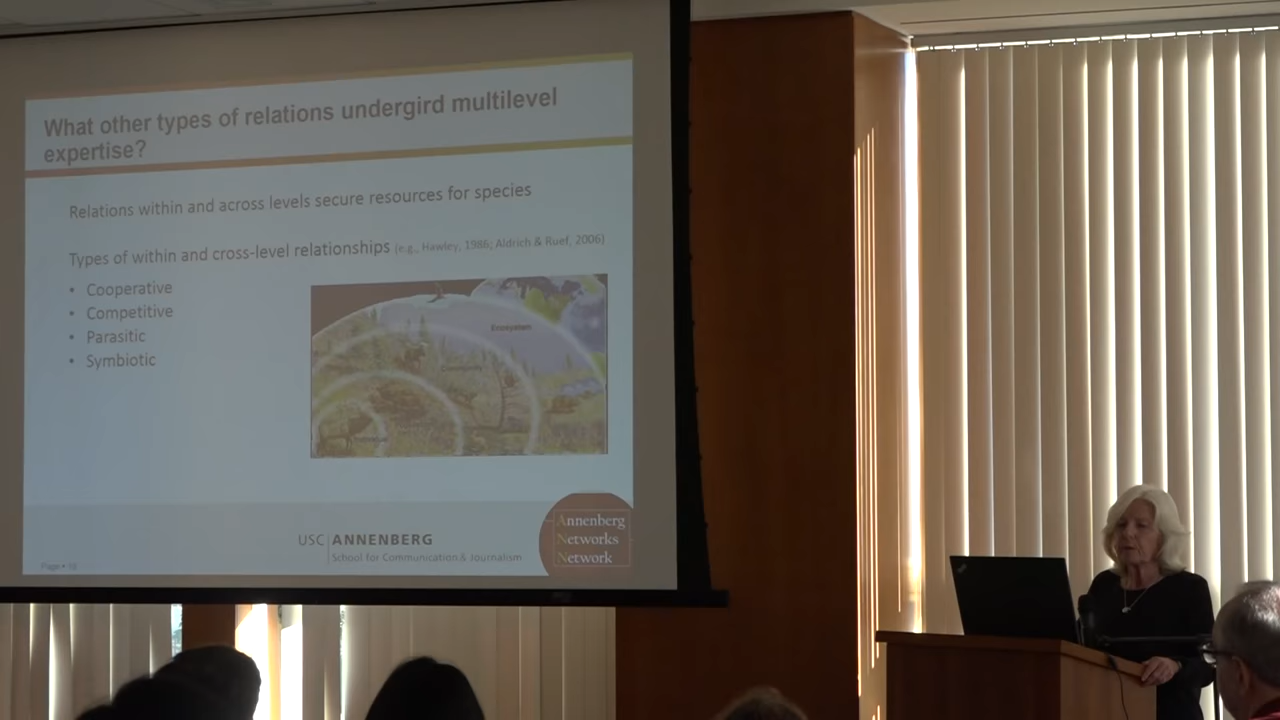 What other types of relations undergird multilevel
expertise?
Relations within and across levels secure resources for species
Types of within and cross-level relationships (e.g., Hawley, 1986; Aldrich & Ruef, 2006)
• Cooperative
• Competitive
• Parasitic
• Symbiotic
Ecosystem
Community
Individual
USC ANNENBERG
School for Communication & Journalism
Annenberg
Networks
Network